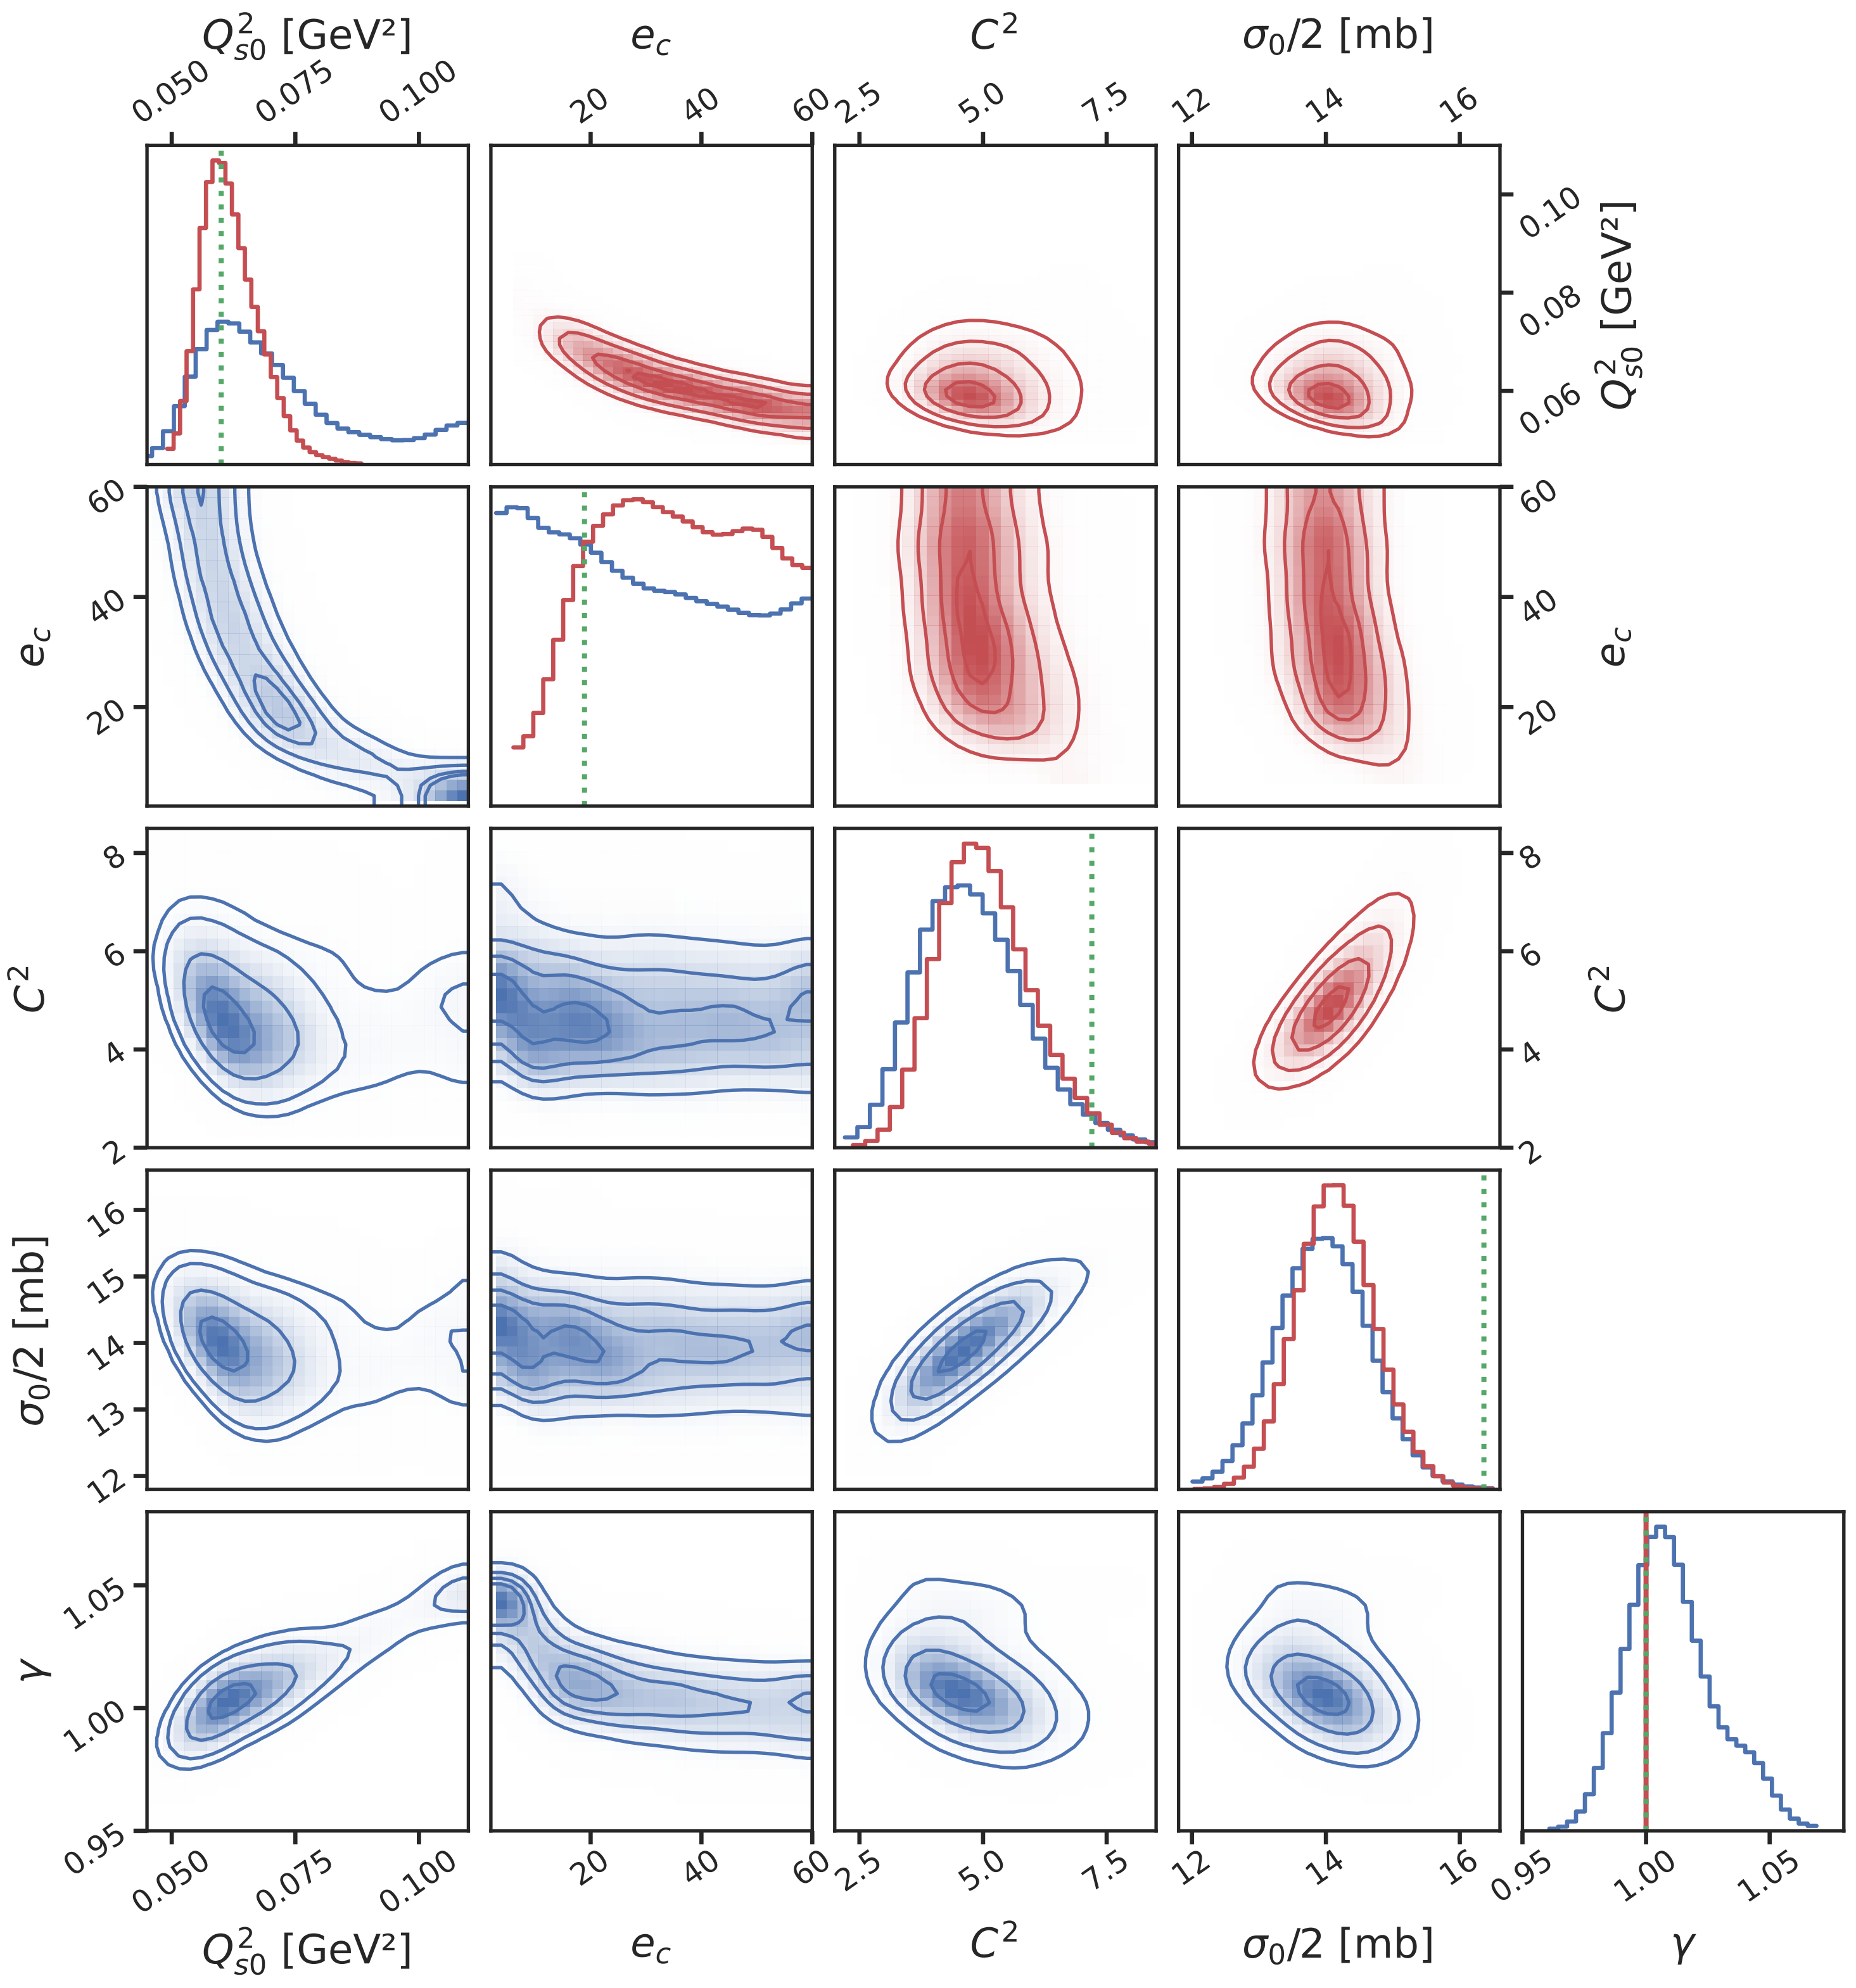 Q²ₛ₀ [GeV²] e_c C² σ₀/2 [mb]
0.050 0.075 0.100 20 40 60 2.5 5.0 7.5 12 14 16
0.10
0.08
0.06
Q²ₛ₀ [GeV²]
60
40
20
e_c
60
40
20
e_c
8
6
4
2
C²
8
6
4
2
C²
16
15
14
13
12
σ₀/2 [mb]
1.05
1.00
0.95
γ
0.050 0.075 0.100 20 40 60 2.5 5.0 7.5 12 14 16 0.95 1.00 1.05
Q²ₛ₀ [GeV²] e_c C² σ₀/2 [mb] γ